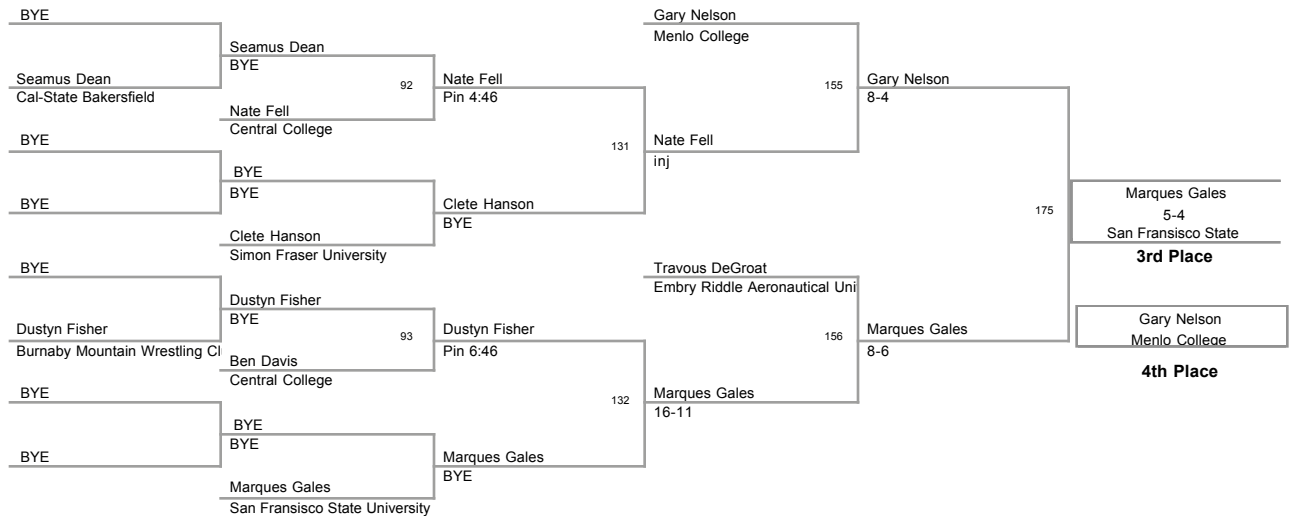 BYE
Seamus Dean
BYE
Seamus Dean
Cal-State Bakersfield
92
Nate Fell
Pin 4:46
Nate Fell
Central College
BYE
131
Nate Fell
inj
BYE
BYE
BYE
Clete Hanson
BYE
Clete Hanson
Simon Fraser University
Gary Nelson
Menlo College
155
Gary Nelson
8-4
175
Marques Gales
5-4
San Fransisco State
3rd Place
BYE
Dustyn Fisher
BYE
Dustyn Fisher
Burnaby Mountain Wrestling Cl
93
Dustyn Fisher
Pin 6:46
Ben Davis
Central College
BYE
132
Marques Gales
16-11
BYE
BYE
BYE
Marques Gales
BYE
Marques Gales
San Fransisco State University
Travous DeGroat
Embry Riddle Aeronautical Uni
156
Marques Gales
8-6
Gary Nelson
Menlo College
4th Place